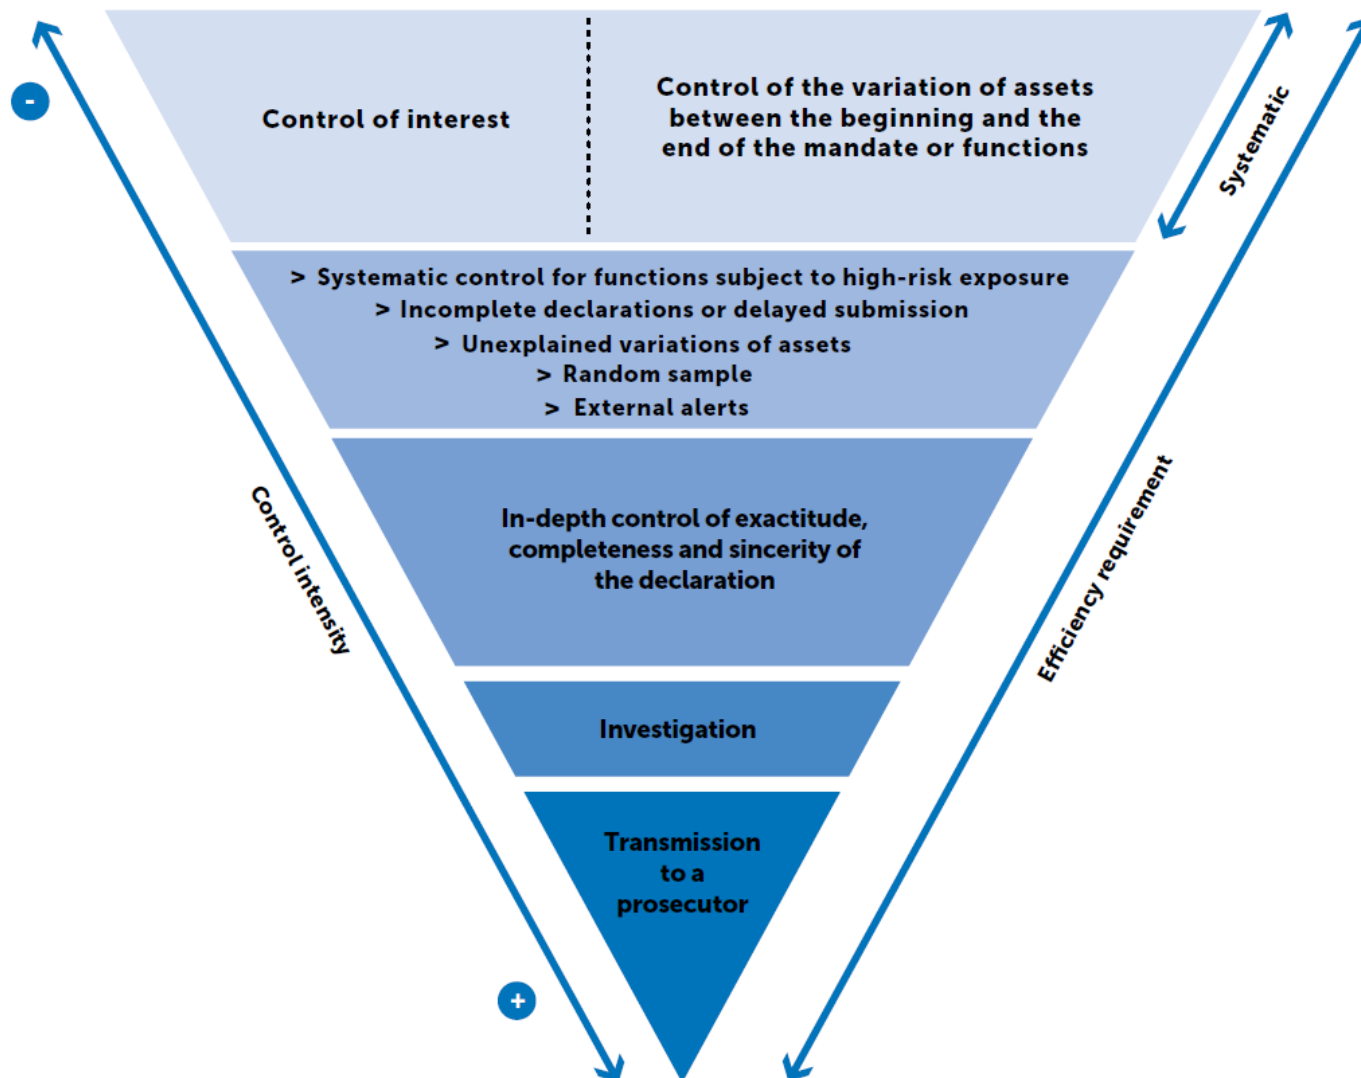 -
Control of interest
Control of the variation of assets
between the beginning and the
end of the mandate or functions
Systematic
> Systematic control for functions subject to high-risk exposure
> Incomplete declarations or delayed submission
> Unexplained variations of assets
> Random sample
> External alerts
Control intensity
Efficiency requirement
In-depth control of exactitude,
completeness and sincerity of
the declaration
Investigation
Transmission
to a
prosecutor
+